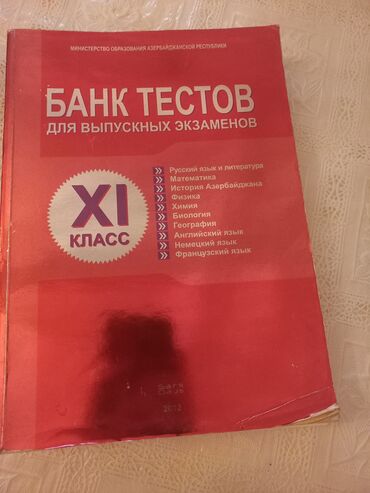 МИНИСТЕРСТВО ОБРАЗОВАНИЯ АЗЕРБАЙДЖАНСКОЙ РЕСПУБЛИКИ
БАНК ТЕСТОВ
ДЛЯ ВЫПУСКНЫХ ЭКЗАМЕНОВ
XI
КЛАСС
Русский язык и литература
Математика
История Азербайджана
Физика
Химия
Биология
География
Английский язык
Немецкий язык
Французский язык